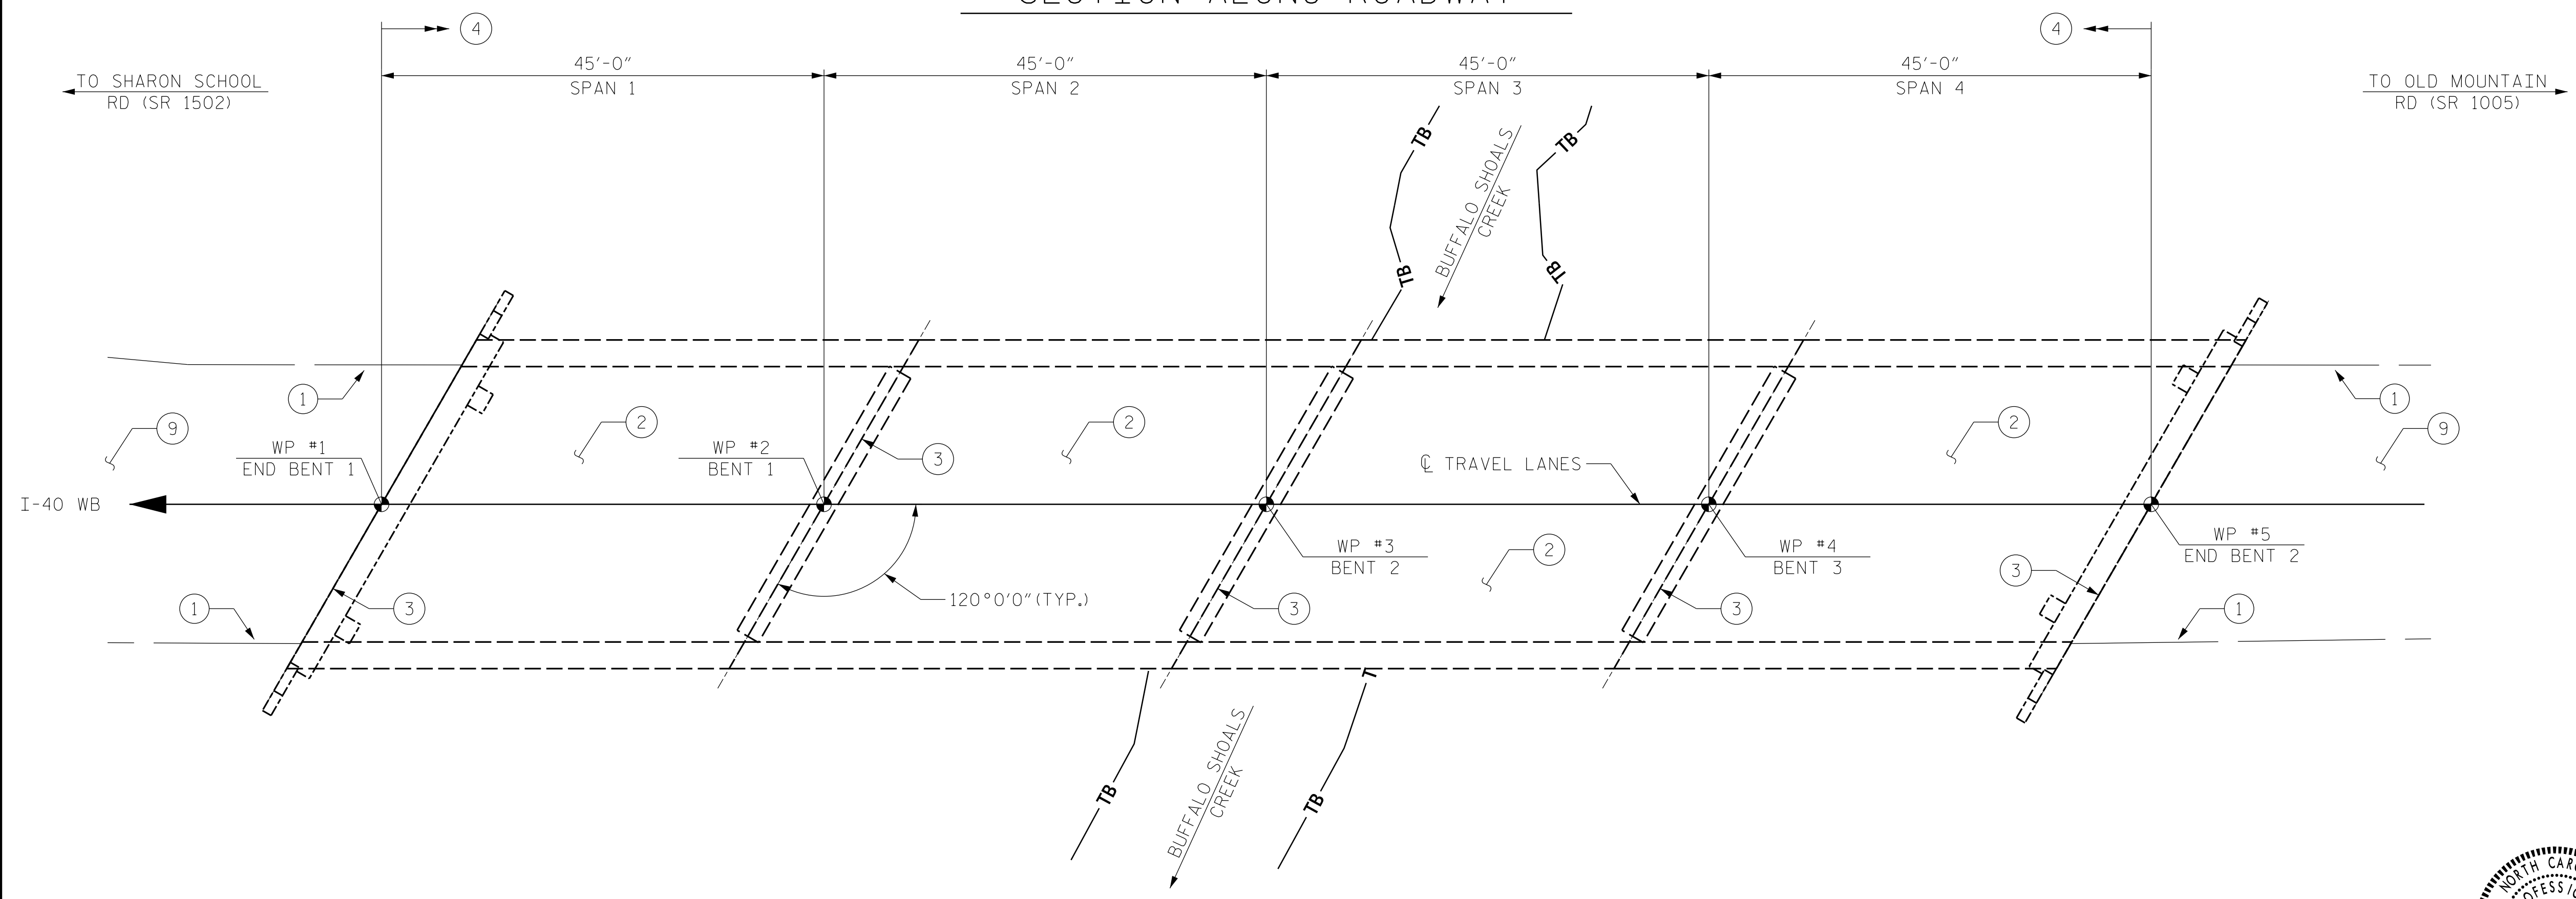 SECTION ALONG ROADWAY
4
4
45'-0"
SPAN 1
45'-0"
SPAN 2
45'-0"
SPAN 3
45'-0"
SPAN 4
TO SHARON SCHOOL
RD (SR 1502)
TO OLD MOUNTAIN
RD (SR 1005)
TB
TB
BUFFALO SHOALS
CREEK
TB
TB
1
1
9
2
2
2
9
WP #1
END BENT 1
WP #2
BENT 1
3
℄ TRAVEL LANES
I-40 WB
WP #3
BENT 2
2
WP #4
BENT 3
WP #5
END BENT 2
3
120°0'0" (TYP.)
1
3
3
3
1
T
BUFFALO SHOALS
CREEK
TB
TB
NORTH CAR
OFESSIO